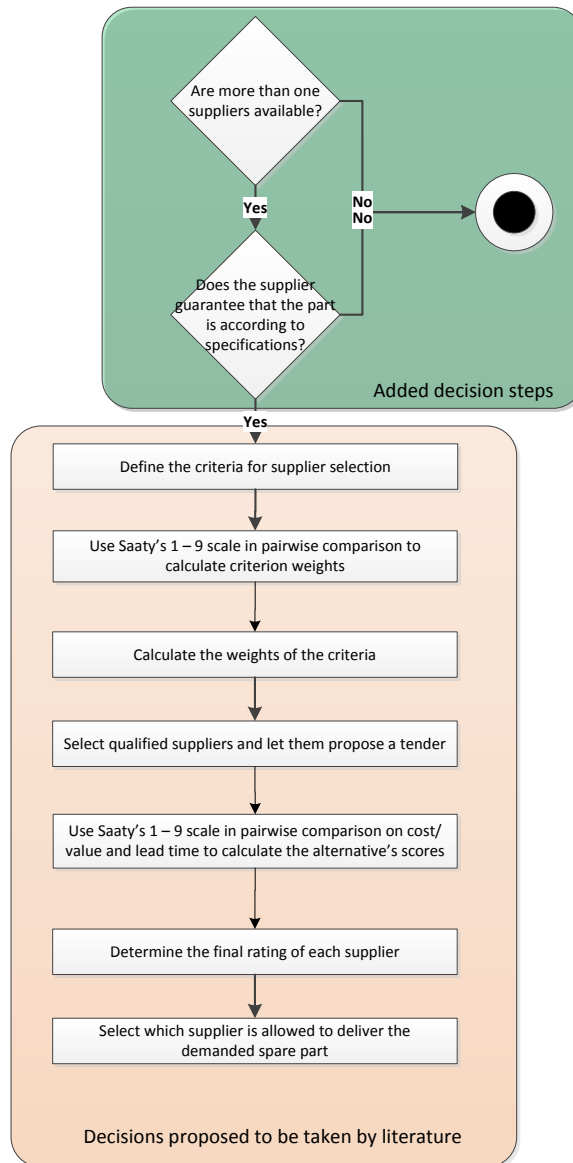 Are more than one
suppliers available?
Yes
No
No
Does the supplier
guarantee that the part
is according to
specifications?
Added decision steps
Yes
Define the criteria for supplier selection
Use Saaty’s 1 – 9 scale in pairwise comparison to
calculate criterion weights
Calculate the weights of the criteria
Select qualified suppliers and let them propose a tender
Use Saaty’s 1 – 9 scale in pairwise comparison on cost/
value and lead time to calculate the alternative’s scores
Determine the final rating of each supplier
Select which supplier is allowed to deliver the
demanded spare part
Decisions proposed to be taken by literature